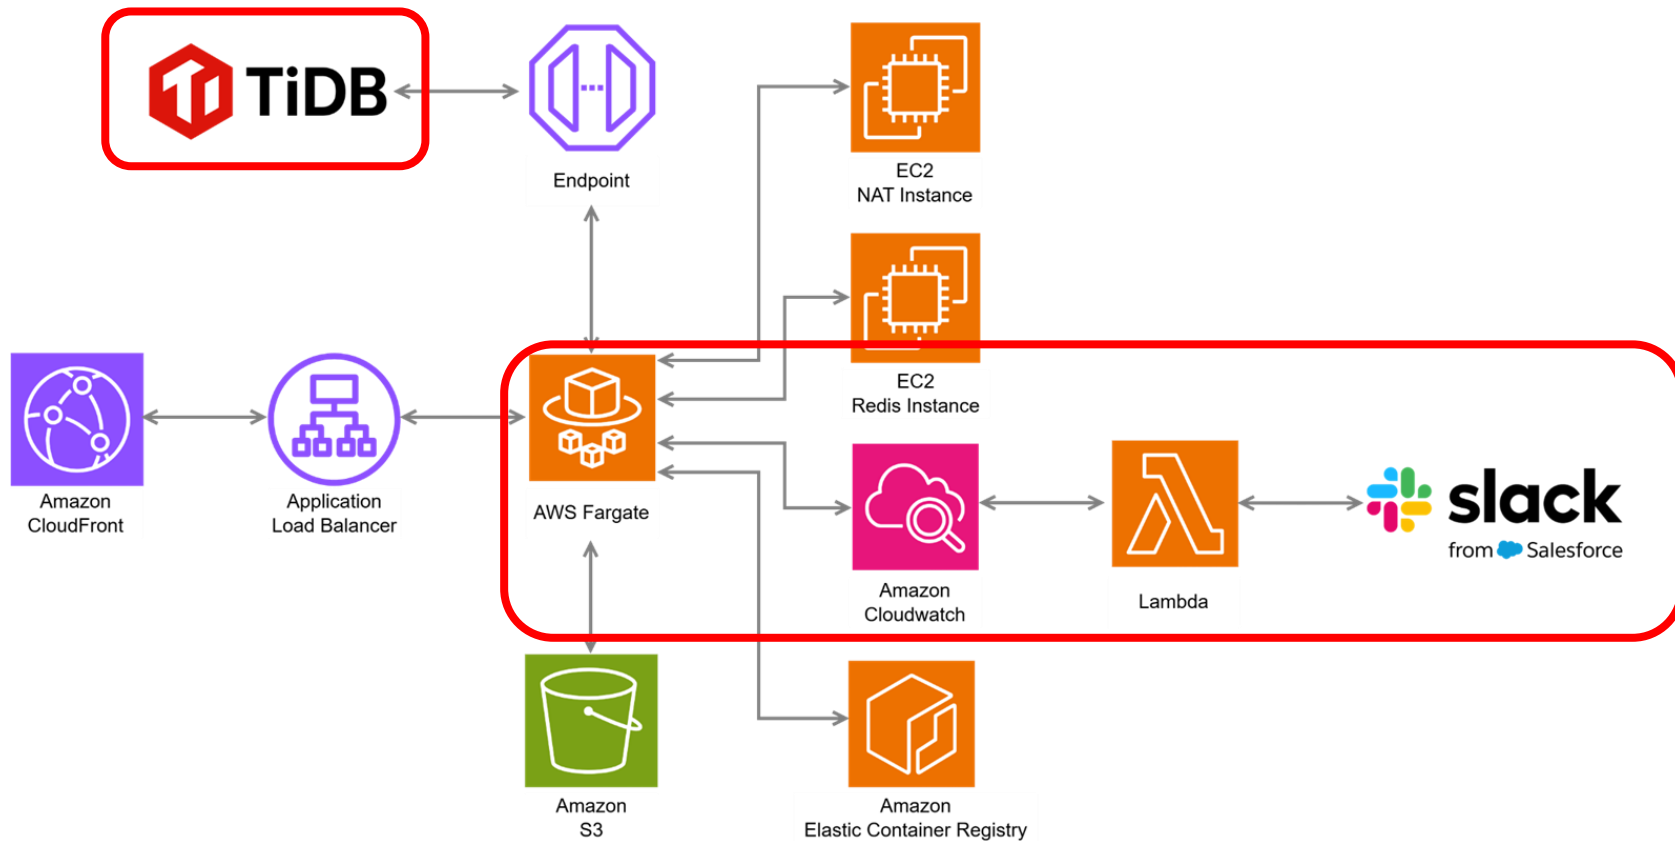 TiDB
Endpoint
EC2
NAT Instance
EC2
Redis Instance
Amazon
CloudFront
Application
Load Balancer
AWS Fargate
Amazon
Cloudwatch
Lambda
slack
from Salesforce
Amazon
S3
Amazon
Elastic Container Registry